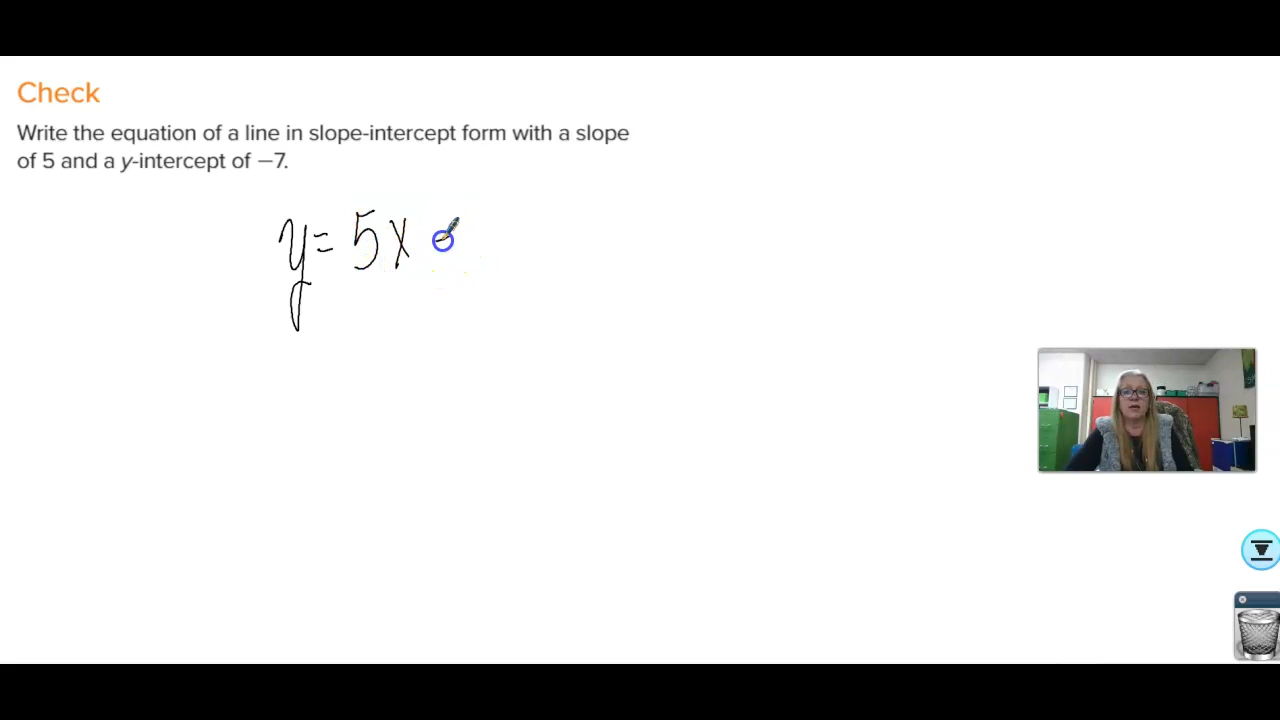 Check
Write the equation of a line in slope-intercept form with a slope
of 5 and a y-intercept of −7.
y = 5x